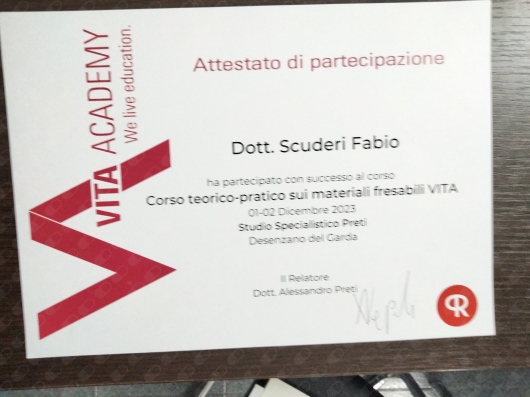 VITA ACADEMY
We live education.
Attestato di partecipazione
Dott. Scuderi Fabio
ha partecipato con successo al corso
Corso teorico-pratico sui materiali fresabili VITA
01-02 Dicembre 2023
Studio Specialistico Preti
Desenzano del Garda
Il Relatore
Dott. Alessandro Preti